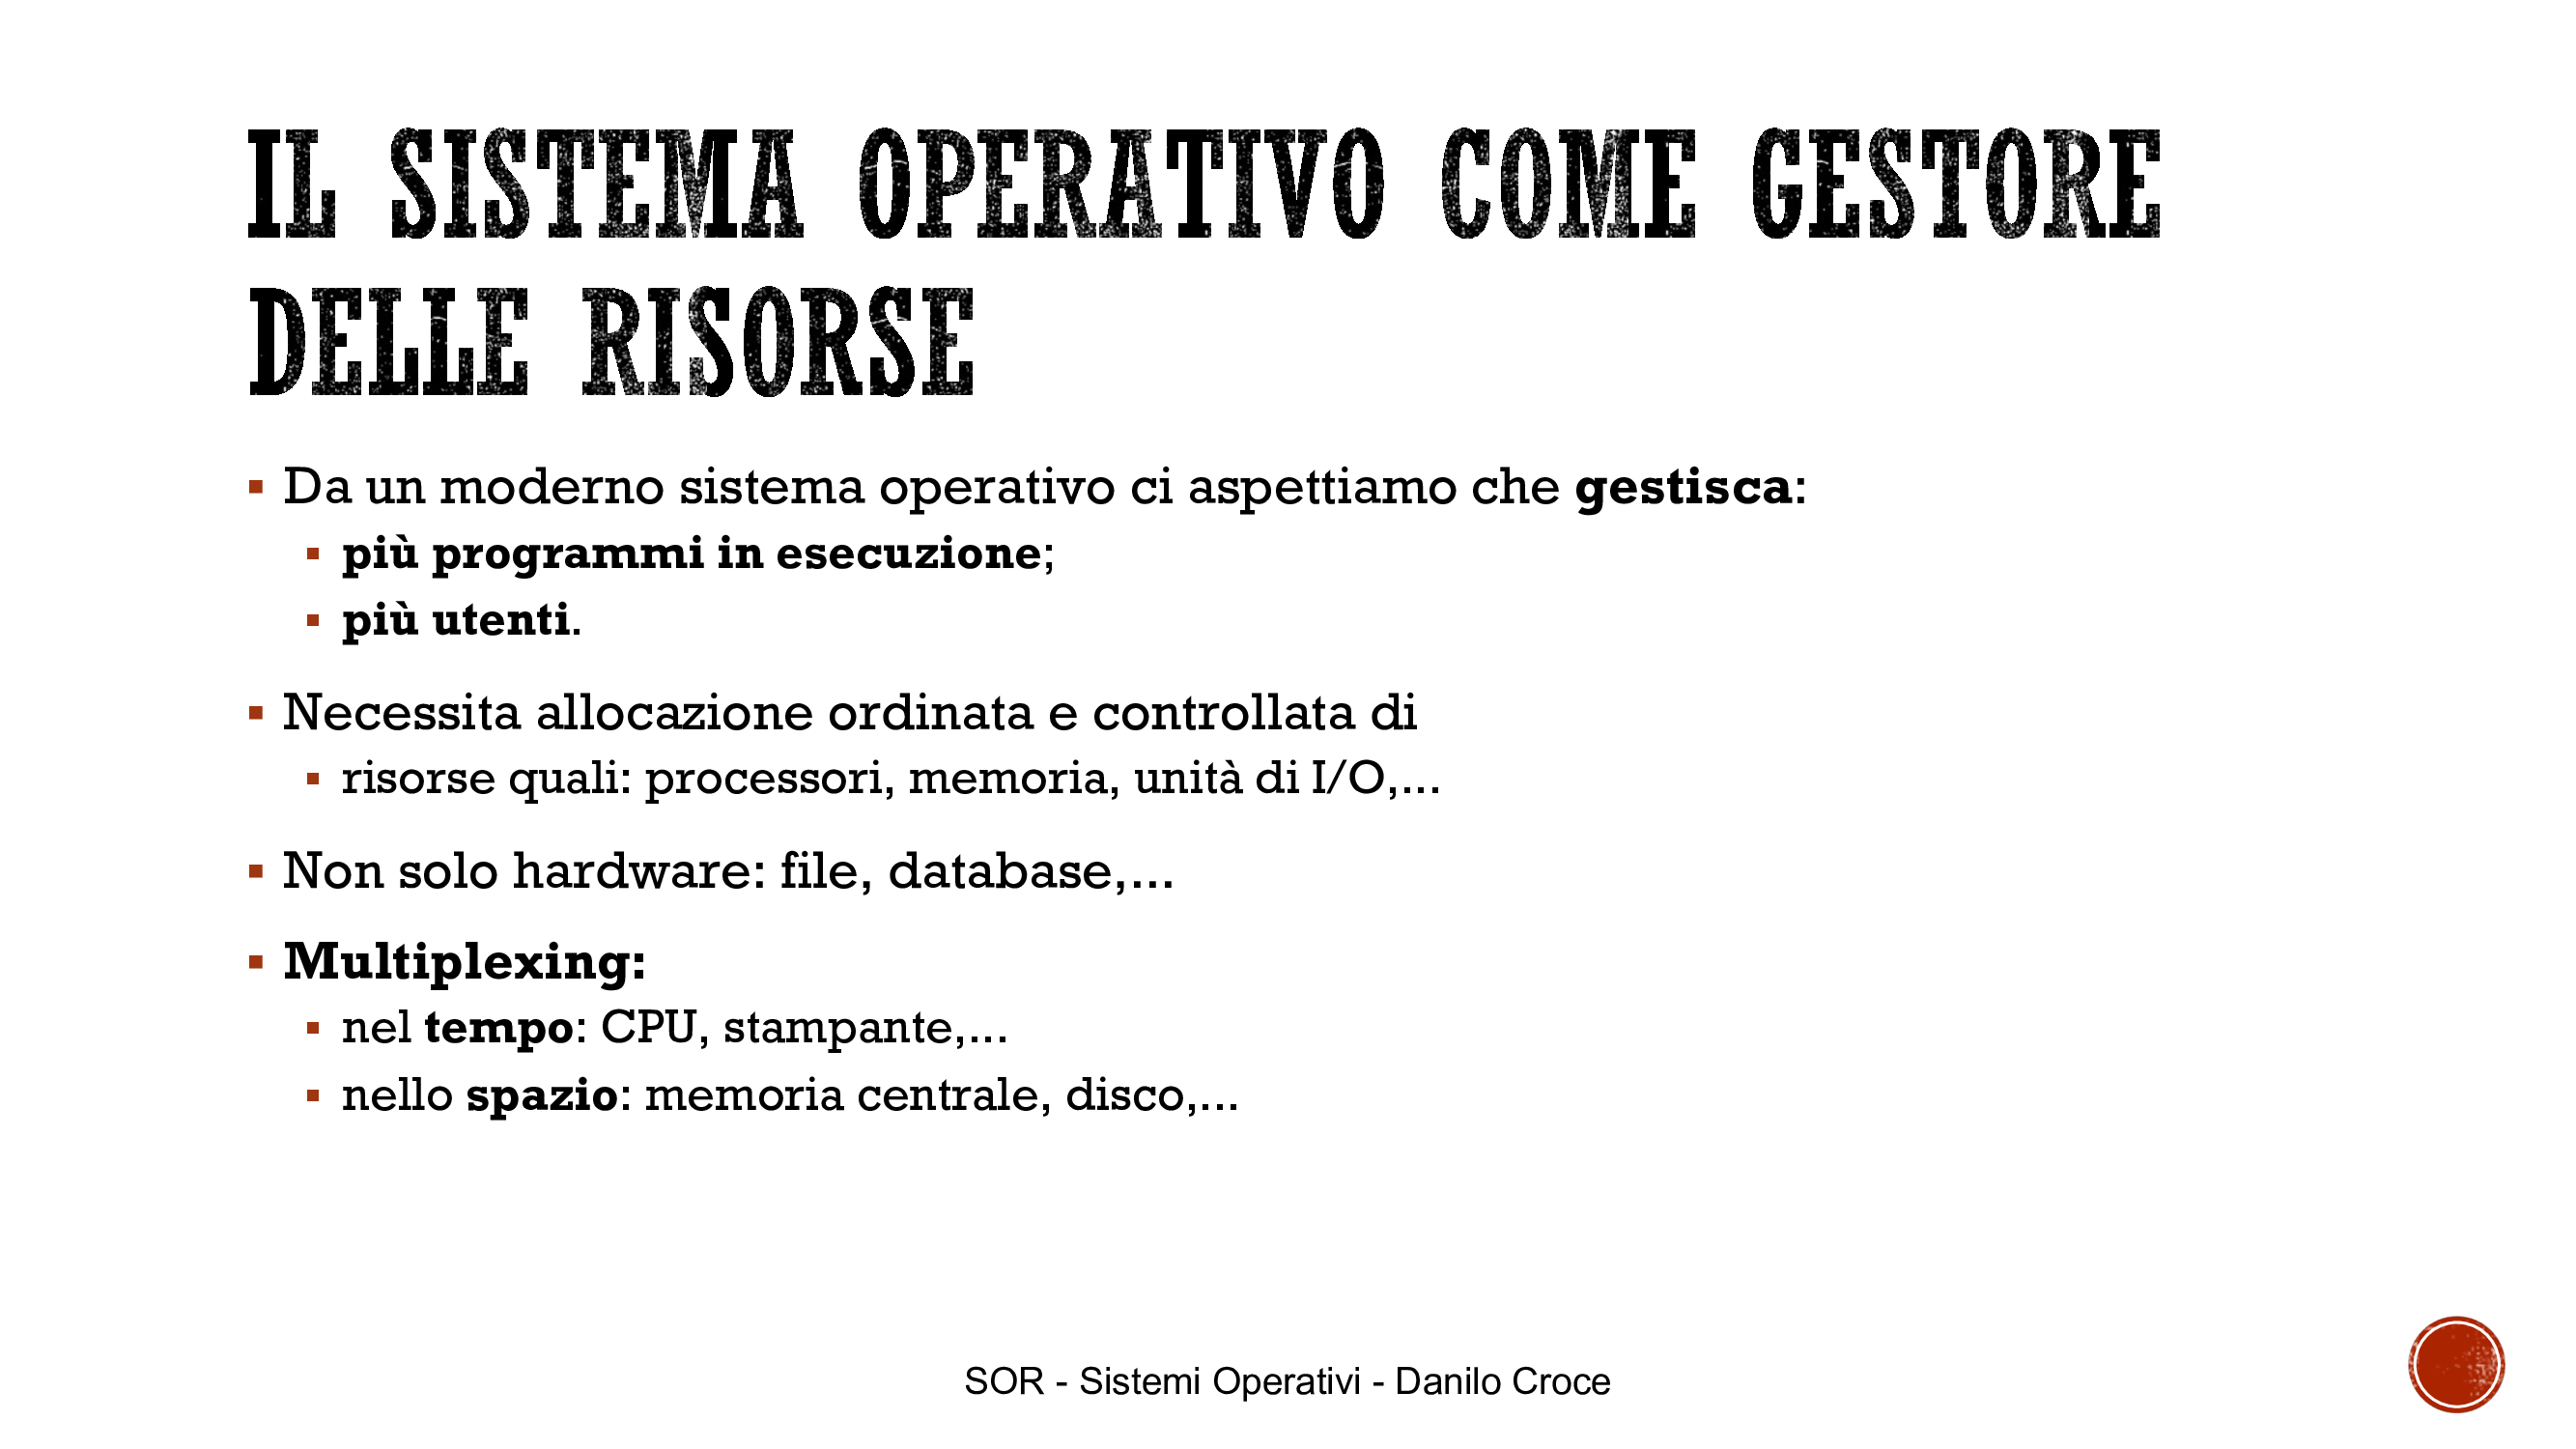 IL SISTEMA OPERATIVO COME GESTORE
DELLE RISORSE
▪ Da un moderno sistema operativo ci aspettiamo che gestisca:
▪ più programmi in esecuzione;
▪ più utenti.
▪ Necessita allocazione ordinata e controllata di
▪ risorse quali: processori, memoria, unità di I/O,...
▪ Non solo hardware: file, database,...
▪ Multiplexing:
▪ nel tempo: CPU, stampante,...
▪ nello spazio: memoria centrale, disco,...
SOR - Sistemi Operativi - Danilo Croce